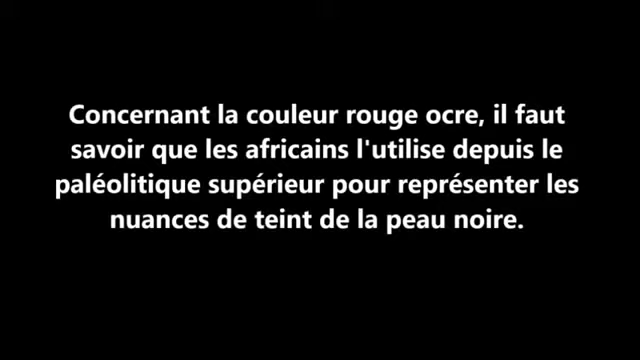 Concernant la couleur rouge ocre, il faut
savoir que les africains l'utilise depuis le
paléolitique supérieur pour représenter les
nuances de teint de la peau noire.